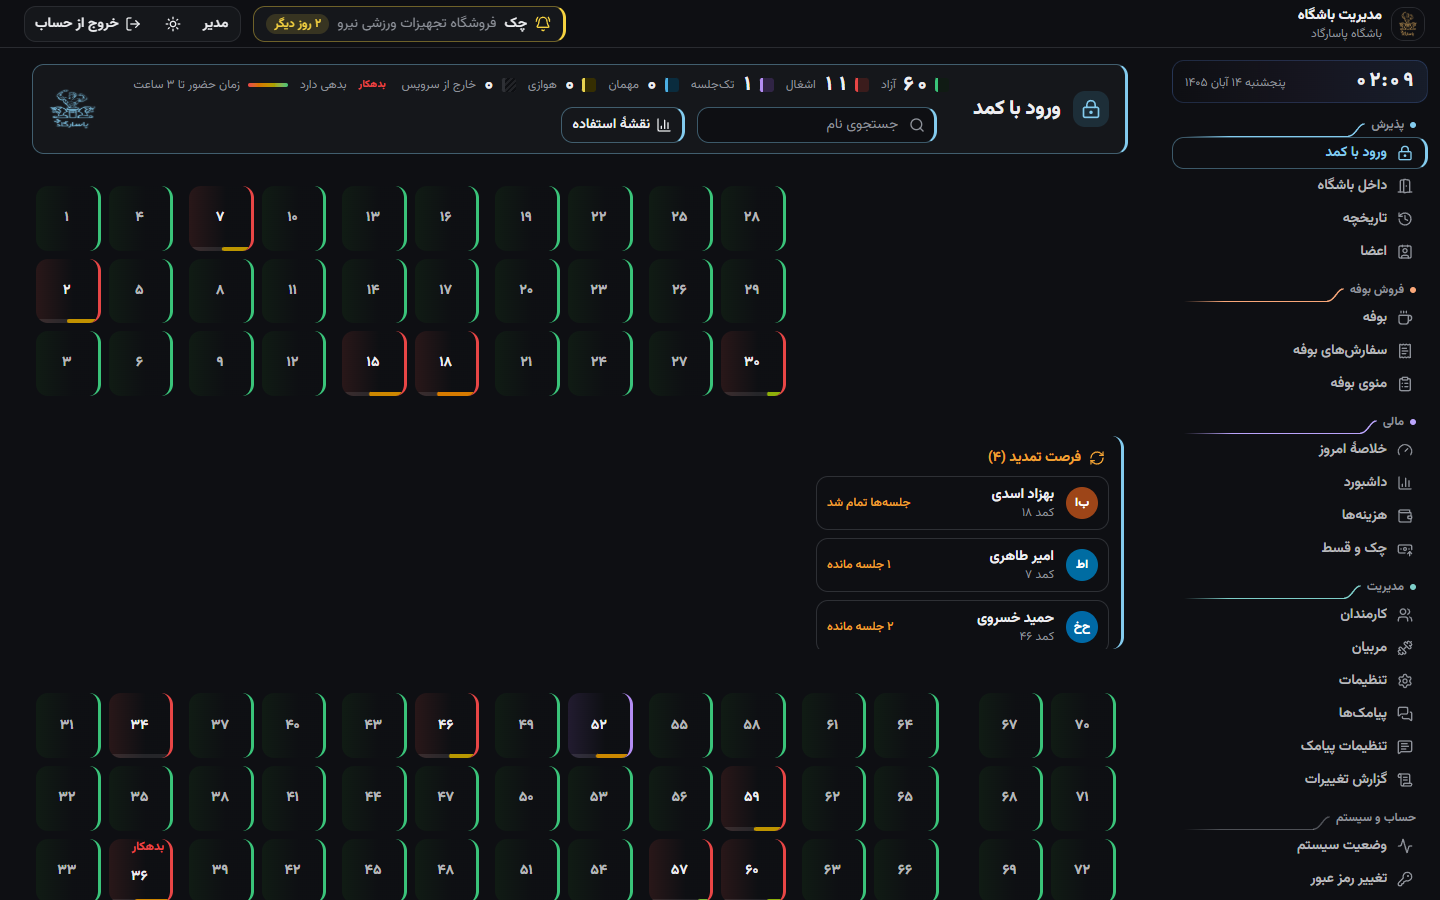 مدیریت باشگاه
باشگاه پاسارگاد
چک فروشگاه تجهیزات ورزشی نیرو ۲ روز دیگر
مدیر
خروج از حساب
۰۲:۰۹
پنجشنبه ۱۴ آبان ۱۴۰۵
پذیرش
ورود با کمد
داخل باشگاه
تاریخچه
اعضا
فروش بوفه
بوفه
سفارش‌های بوفه
منوی بوفه
مالی
خلاصهٔ امروز
داشبورد
هزینه‌ها
چک و قسط
مدیریت
کارمندان
مربیان
تنظیمات
پیامک‌ها
تنظیمات پیامک
گزارش تغییرات
حساب و سیستم
وضعیت سیستم
تغییر رمز عبور
ورود با کمد
۶۰ آزاد ۱۱ اشغال ۱ تک‌جلسه ۰ مهمان ۰ هوازی ۰ خارج از سرویس بدهکار بدهی دارد زمان حضور تا ۳ ساعت
جستجوی نام
نقشهٔ استفاده
پاسارگاد
۲۸ ۲۵ ۲۲ ۱۹ ۱۶ ۱۳ ۱۰ ۷ ۴ ۱
۲۹ ۲۶ ۲۳ ۲۰ ۱۷ ۱۴ ۱۱ ۸ ۵ ۲
۳۰ ۲۷ ۲۴ ۲۱ ۱۸ ۱۵ ۱۲ ۹ ۶ ۳
فرصت تمدید (۴)
ب‌ا بهزاد اسدی جلسه‌ها تمام شد
کمد ۱۸
اط امیر طاهری ۱ جلسه مانده
کمد ۷
حخ حمید خسروی ۲ جلسه مانده
کمد ۴۶
۷۰ ۶۷ ۶۴ ۶۱ ۵۸ ۵۵ ۵۲ ۴۹ ۴۶ ۴۳ ۴۰ ۳۷ ۳۴ ۳۱
۷۱ ۶۸ ۶۵ ۶۲ ۵۹ ۵۶ ۵۳ ۵۰ ۴۷ ۴۴ ۴۱ ۳۸ ۳۵ ۳۲
بدهکار
۷۲ ۶۹ ۶۶ ۶۳ ۶۰ ۵۷ ۵۴ ۵۱ ۴۸ ۴۵ ۴۲ ۳۹ ۳۶ ۳۳